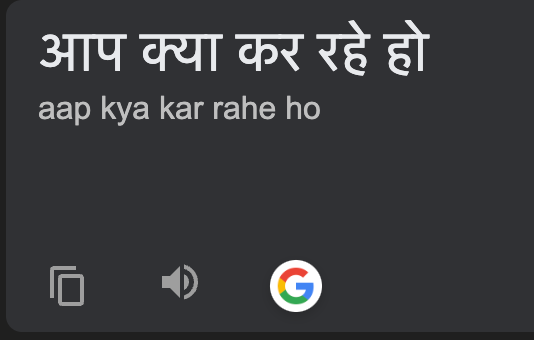 आप क्या कर रहे हो
aap kya kar rahe ho